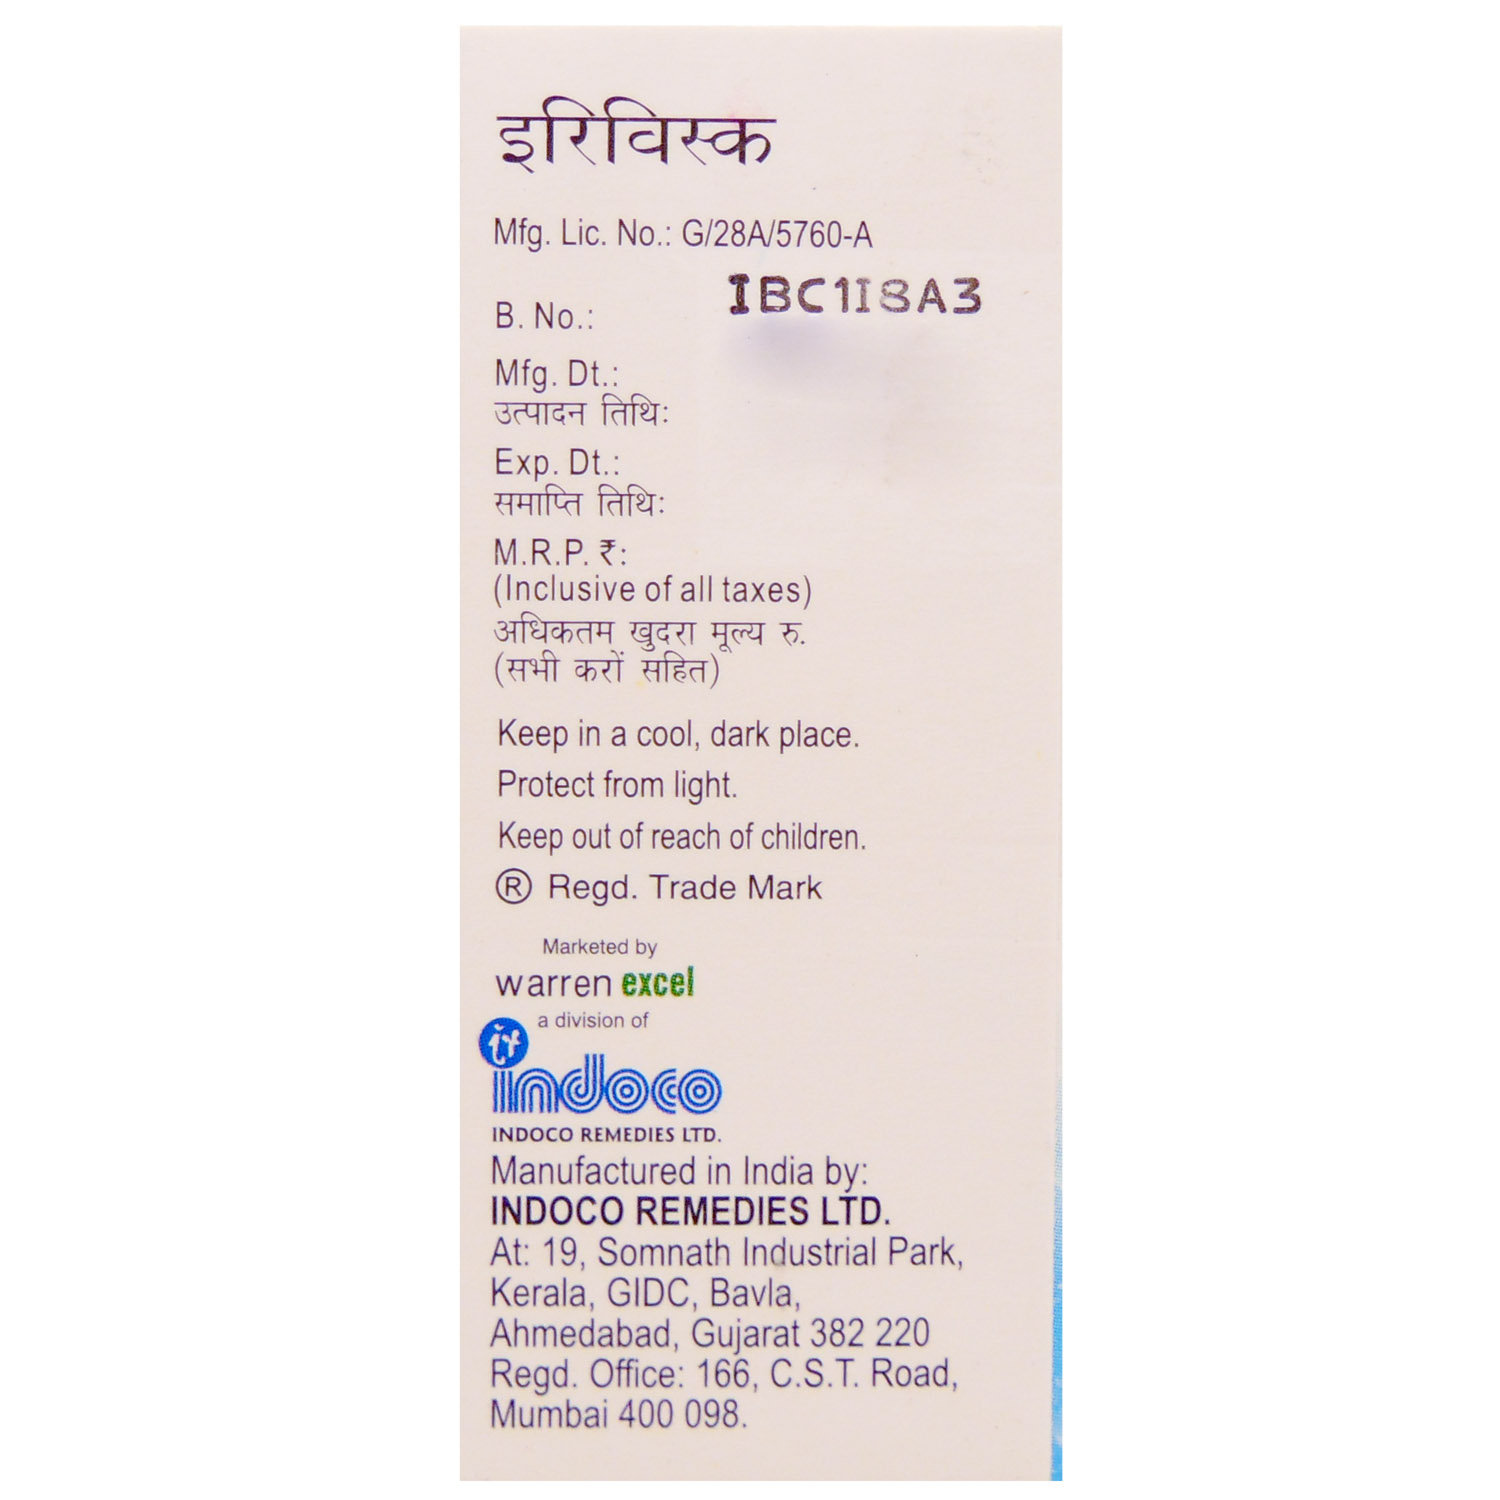 इरिविस्क
Mfg. Lic. No.: G/28A/5760-A
B. No.: IBC1I8A3
Mfg. Dt.:
उत्पादन तिथि:
Exp. Dt.:
समाप्ति तिथि:
M.R.P. ₹:
(Inclusive of all taxes)
अधिकतम खुदरा मूल्य रु.
(सभी करों सहित)
Keep in a cool, dark place.
Protect from light.
Keep out of reach of children.
® Regd. Trade Mark
Marketed by
warren excel
a division of
indoco
INDOCO REMEDIES LTD.
Manufactured in India by:
INDOCO REMEDIES LTD.
At: 19, Somnath Industrial Park,
Kerala, GIDC, Bavla,
Ahmedabad, Gujarat 382 220
Regd. Office: 166, C.S.T. Road,
Mumbai 400 098.